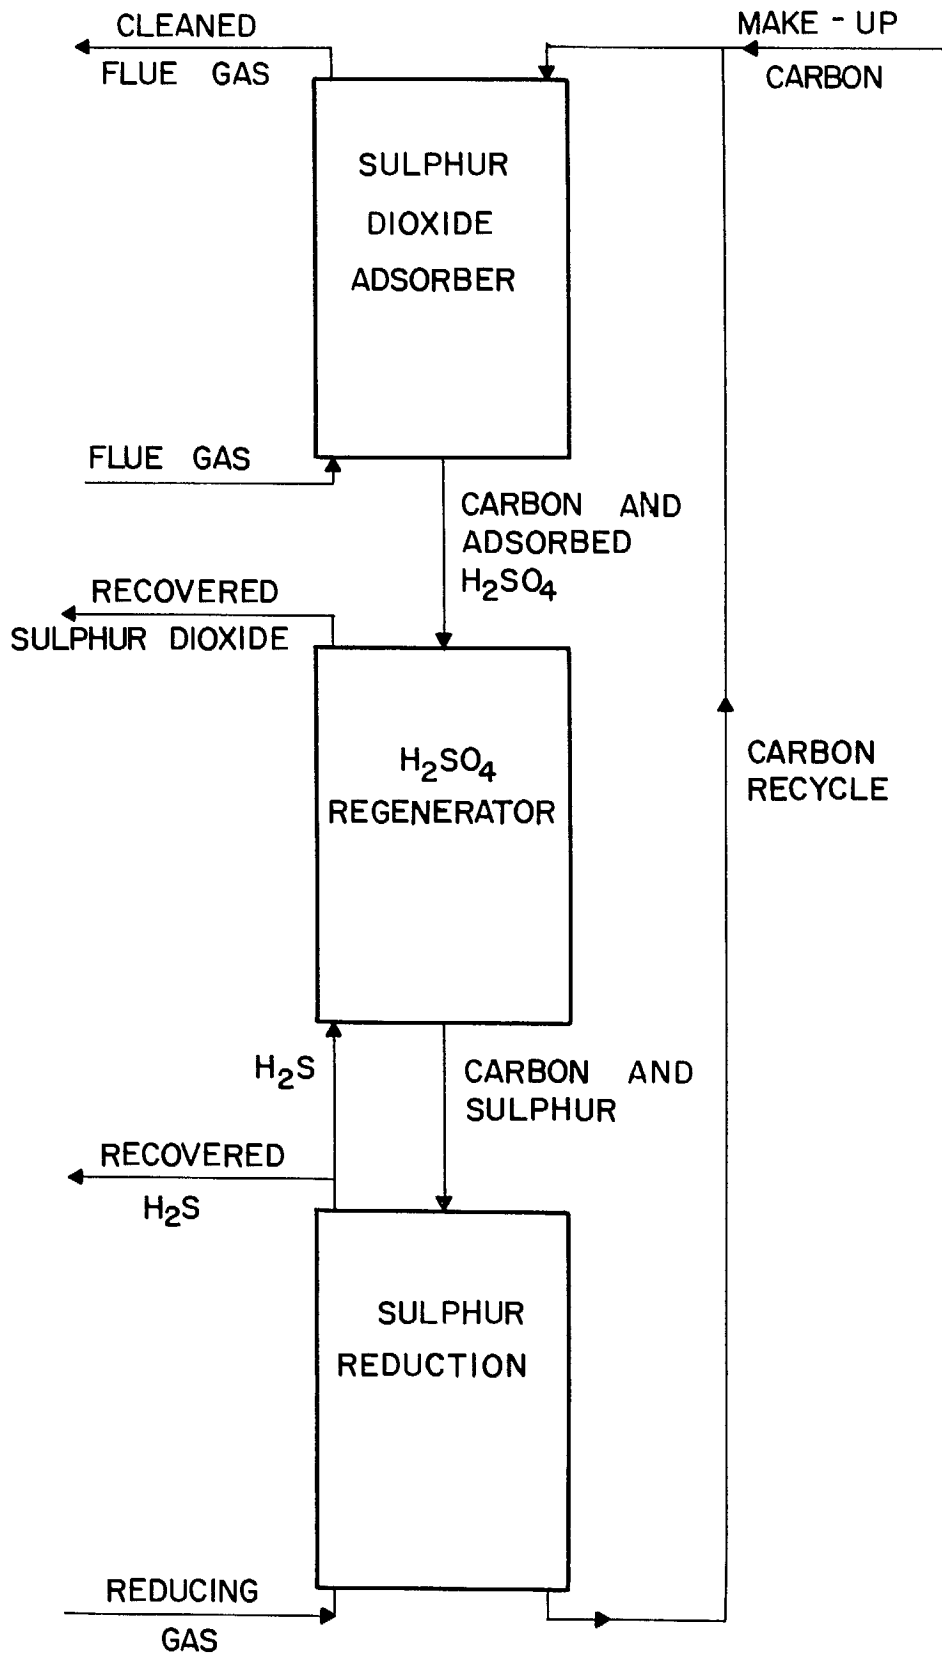 CLEANED
FLUE GAS
MAKE - UP
CARBON
SULPHUR
DIOXIDE
ADSORBER
FLUE GAS
CARBON AND
ADSORBED
H₂SO₄
RECOVERED
SULPHUR DIOXIDE
H₂SO₄
REGENERATOR
CARBON
RECYCLE
H₂S
CARBON AND
SULPHUR
RECOVERED
H₂S
SULPHUR
REDUCTION
REDUCING
GAS